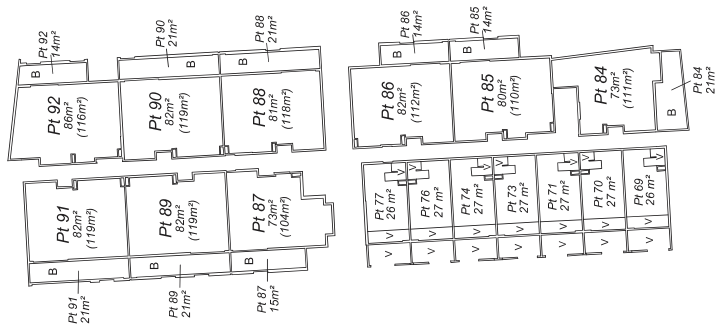 Pt 92
14m²
Pt 90
21m²
Pt 88
21m²
Pt 86
14m²
Pt 85
14m²
B
B
B
B
B
Pt 92
86m²
(116m²)
Pt 90
82m²
(119m²)
Pt 88
81m²
(118m²)
Pt 86
82m²
(112m²)
Pt 85
80m²
(110m²)
Pt 84
73m²
(111m²)
B
Pt 84
21m²
Pt 91
82m²
(119m²)
Pt 89
82m²
(119m²)
Pt 87
73m²
(104m²)
B
B
B
Pt 91
21m²
Pt 89
21m²
Pt 87
15m²
V
V
V
V
V
V
V
Pt 77
26 m²
Pt 76
27 m²
Pt 74
27 m²
Pt 73
27 m²
Pt 71
27 m²
Pt 70
27 m²
Pt 69
26 m²
V
V
V
V
V
V
V
V
V
V
V
V
V
V